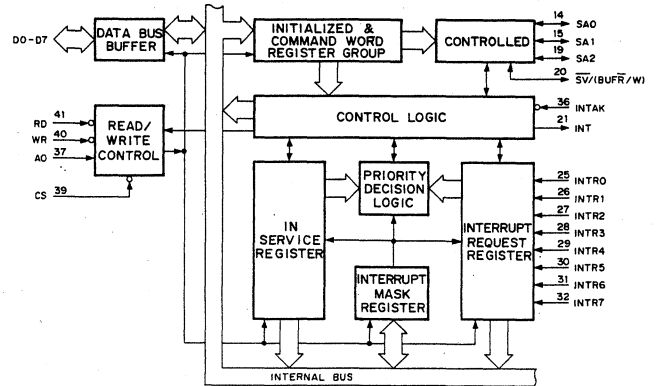 D0-D7
DATA BUS
BUFFER
INITIALIZED &
COMMAND WORD
REGISTER GROUP
CONTROLLED
14
SA0
15
SA1
19
SA2
20
SV/(BUFR/W)
RD 41
WR 40
A0 37
CS 39
READ/
WRITE
CONTROL
CONTROL LOGIC
36
INTAK
21
INT
IN
SERVICE
REGISTER
PRIORITY
DECISION
LOGIC
INTERRUPT
MASK
REGISTER
INTERRUPT
REQUEST
REGISTER
25
INTR0
26
INTR1
27
INTR2
28
INTR3
29
INTR4
30
INTR5
31
INTR6
32
INTR7
INTERNAL BUS